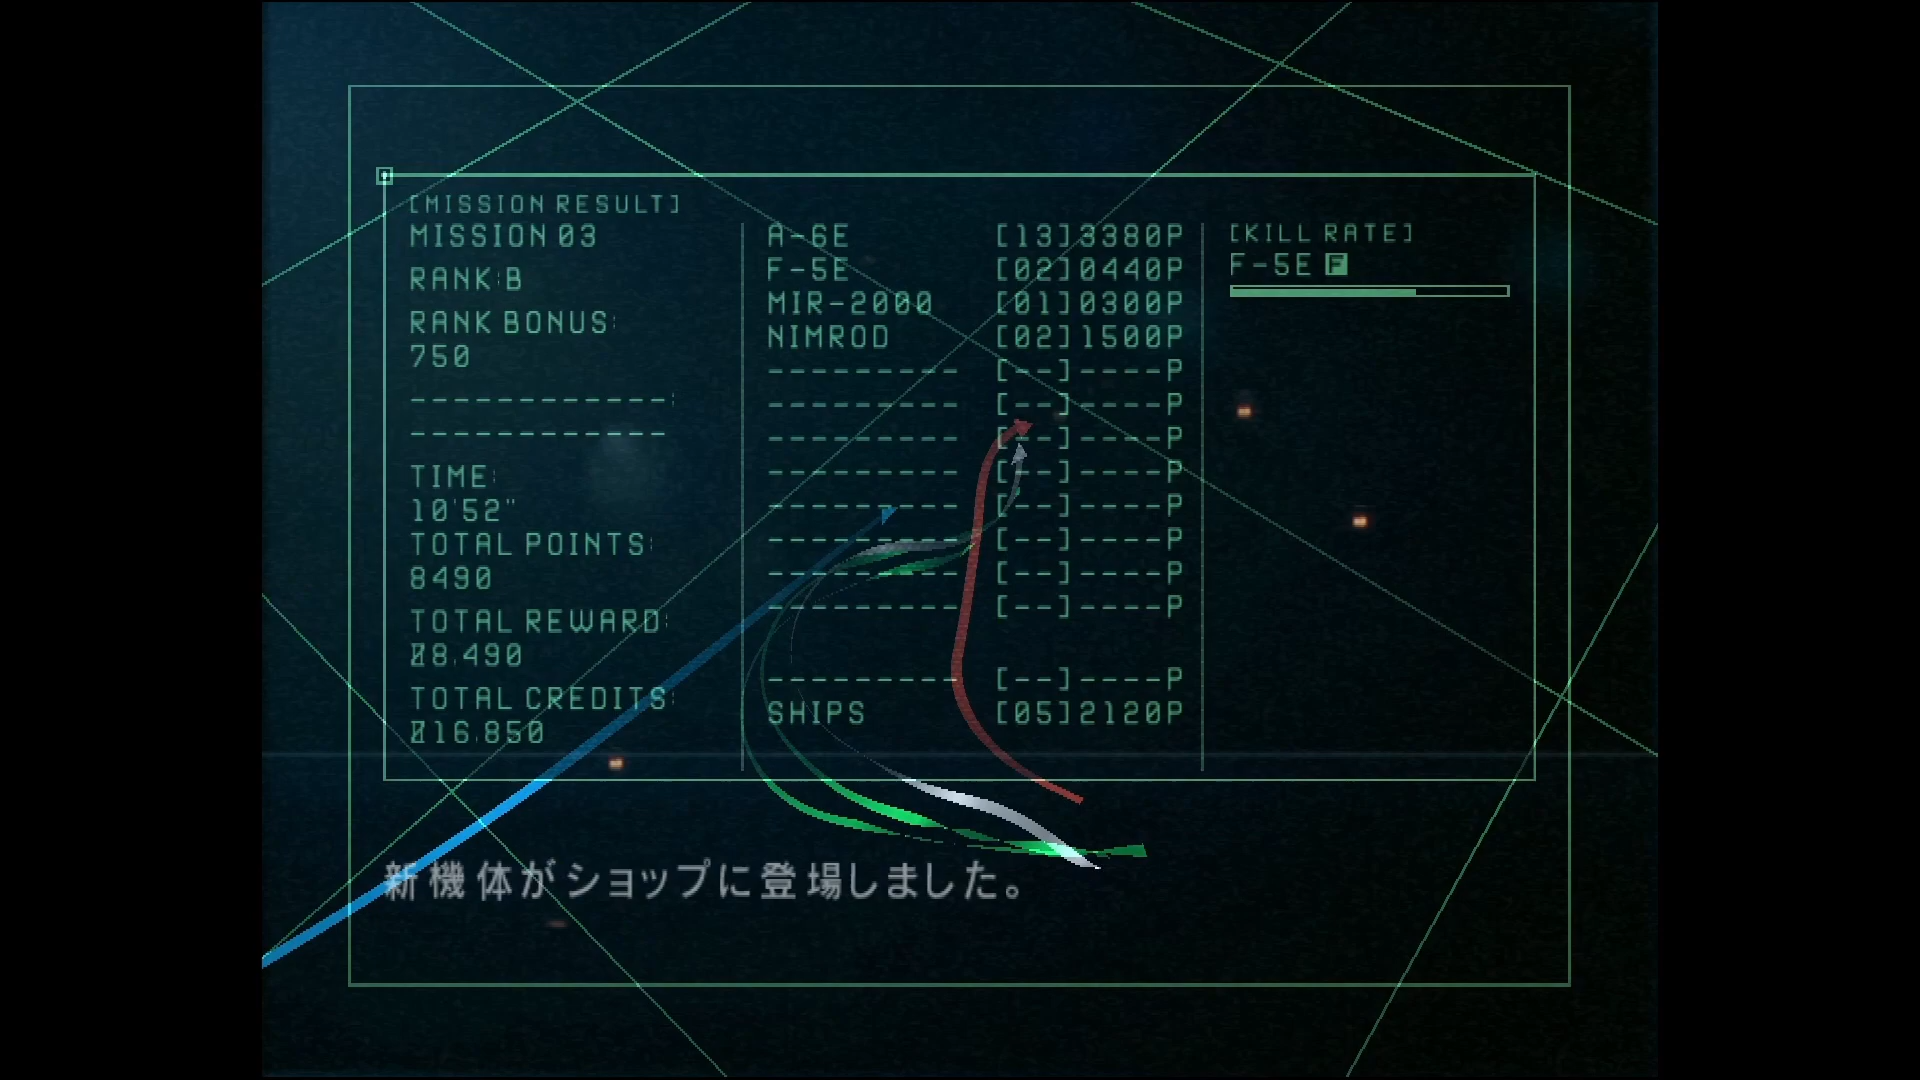 [MISSION RESULT]
MISSION 03
RANK:B
RANK BONUS:
750
------------:
------------
TIME:
10'52"
TOTAL POINTS:
8490
TOTAL REWARD:
Z8,490
TOTAL CREDITS:
Z16,850
A-6E [13]3380P
F-5E [02]0440P
MIR-2000 [01]0300P
NIMROD [02]1500P
--------- [--]----P
--------- [--]----P
--------- [--]----P
--------- [--]----P
--------- [--]----P
--------- [--]----P
--------- [--]----P
--------- [--]----P
--------- [--]----P
SHIPS [05]2120P
[KILL RATE]
F-5E F
新機体がショップに登場しました。